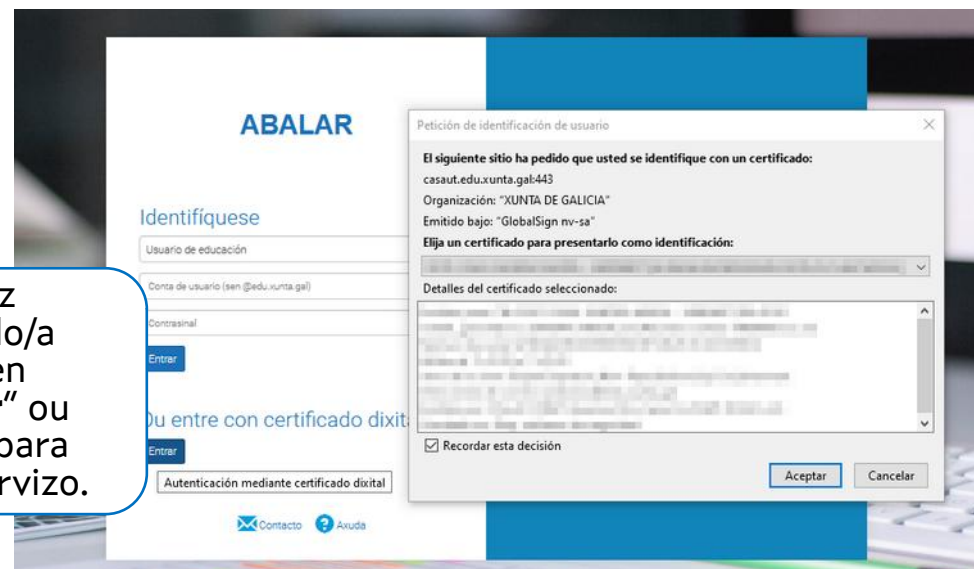 ABALAR
Identifíquese
Usuario de educación
Conta de usuario (sen @edu.xunta.gal)
Contrasinal
Entrar
Ou entre con certificado dixit
Entrar
Autenticación mediante certificado dixital
Contacto
Axuda
Petición de identificación de usuario
El siguiente sitio ha pedido que usted se identifique con un certificado:
casaut.edu.xunta.gal:443
Organización: "XUNTA DE GALICIA"
Emitido bajo: "GlobalSign nv-sa"
Elija un certificado para presentarlo como identificación:
Detalles del certificado seleccionado:
Recordar esta decisión
Aceptar
Cancelar
z
do/a
en
" ou
para
rvizo.